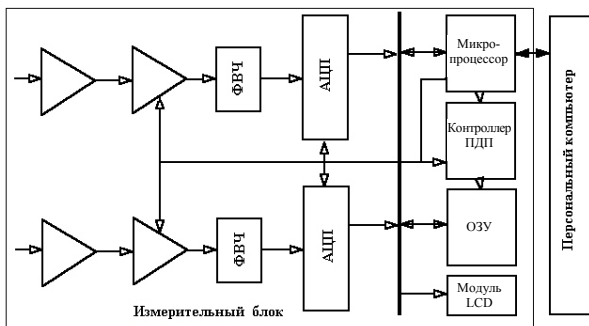 ФВЧ
АЦП
Микро-
процессор
Контроллер
ПДП
ФВЧ
АЦП
ОЗУ
Модуль
LCD
Измерительный блок
Персональный компьютер